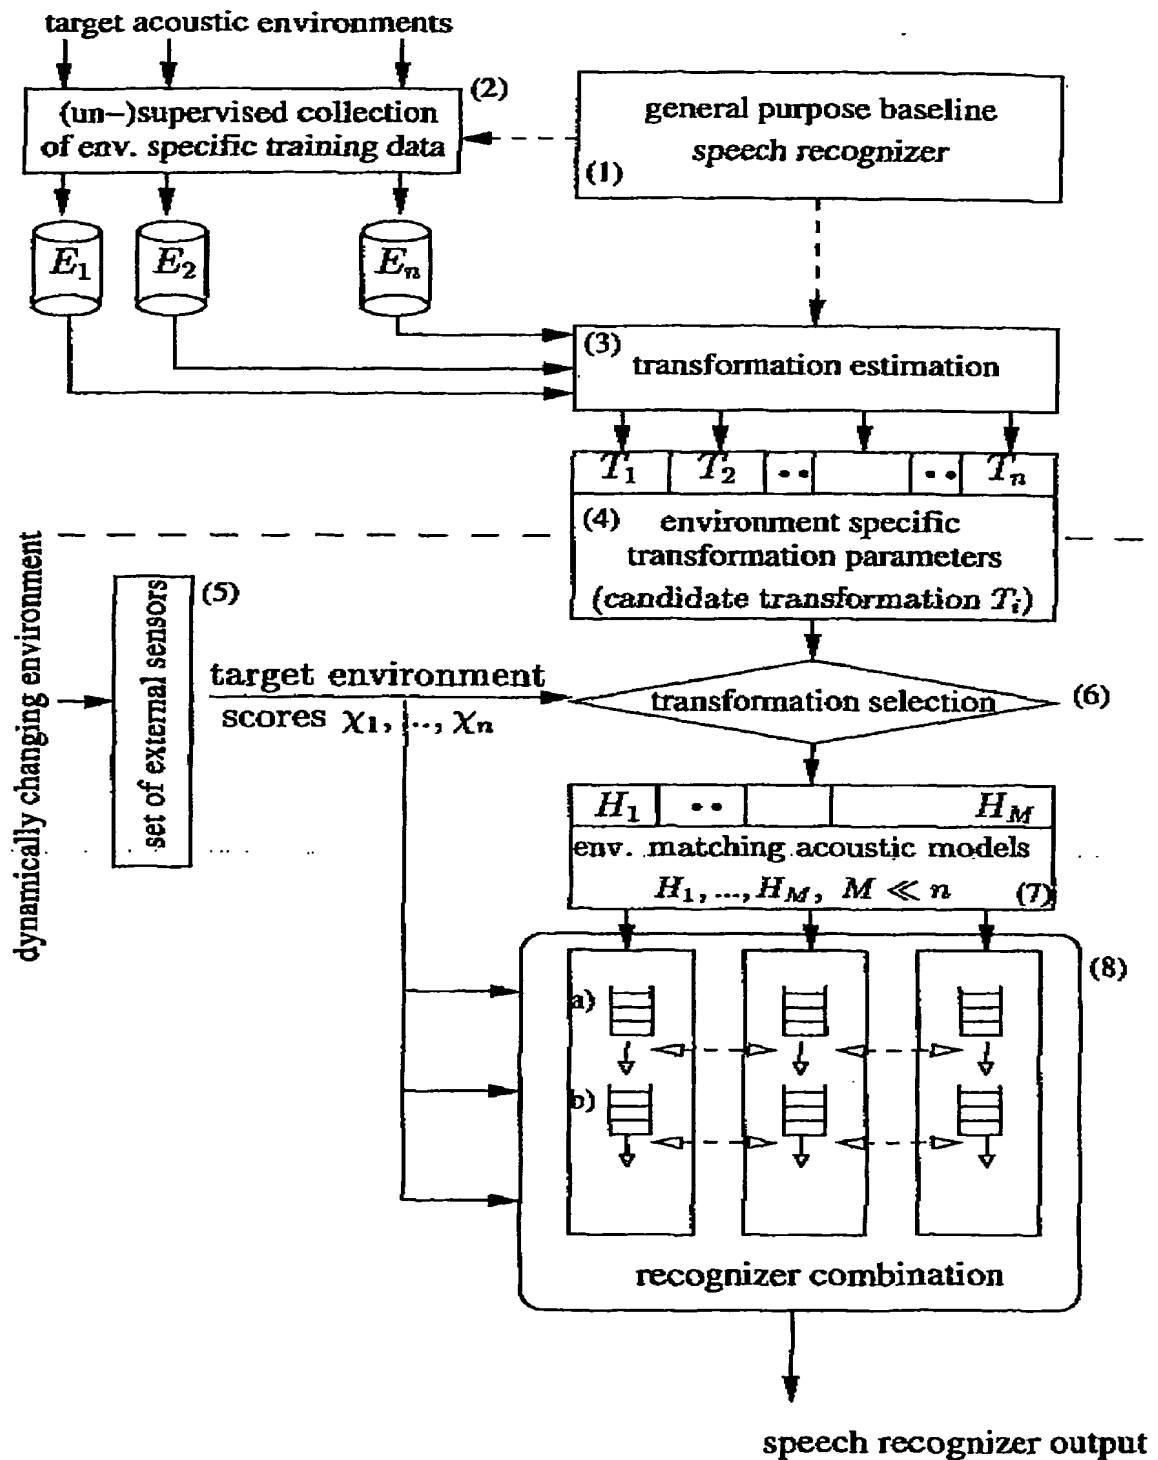 target acoustic environments
(2)
(un-)supervised collection
of env. specific training data
general purpose baseline
speech recognizer
(1)
E1
E2
En
(3)
transformation estimation
T1
T2
..
..
Tn
(4)
environment specific
transformation parameters
(candidate transformation Ti)
dynamically changing environment
set of external sensors
(5)
target environment
scores χ1, .., χn
transformation selection
(6)
H1
..
HM
env. matching acoustic models
H1, ..., HM, M ≪ n
(7)
(8)
a)
b)
recognizer combination
speech recognizer output